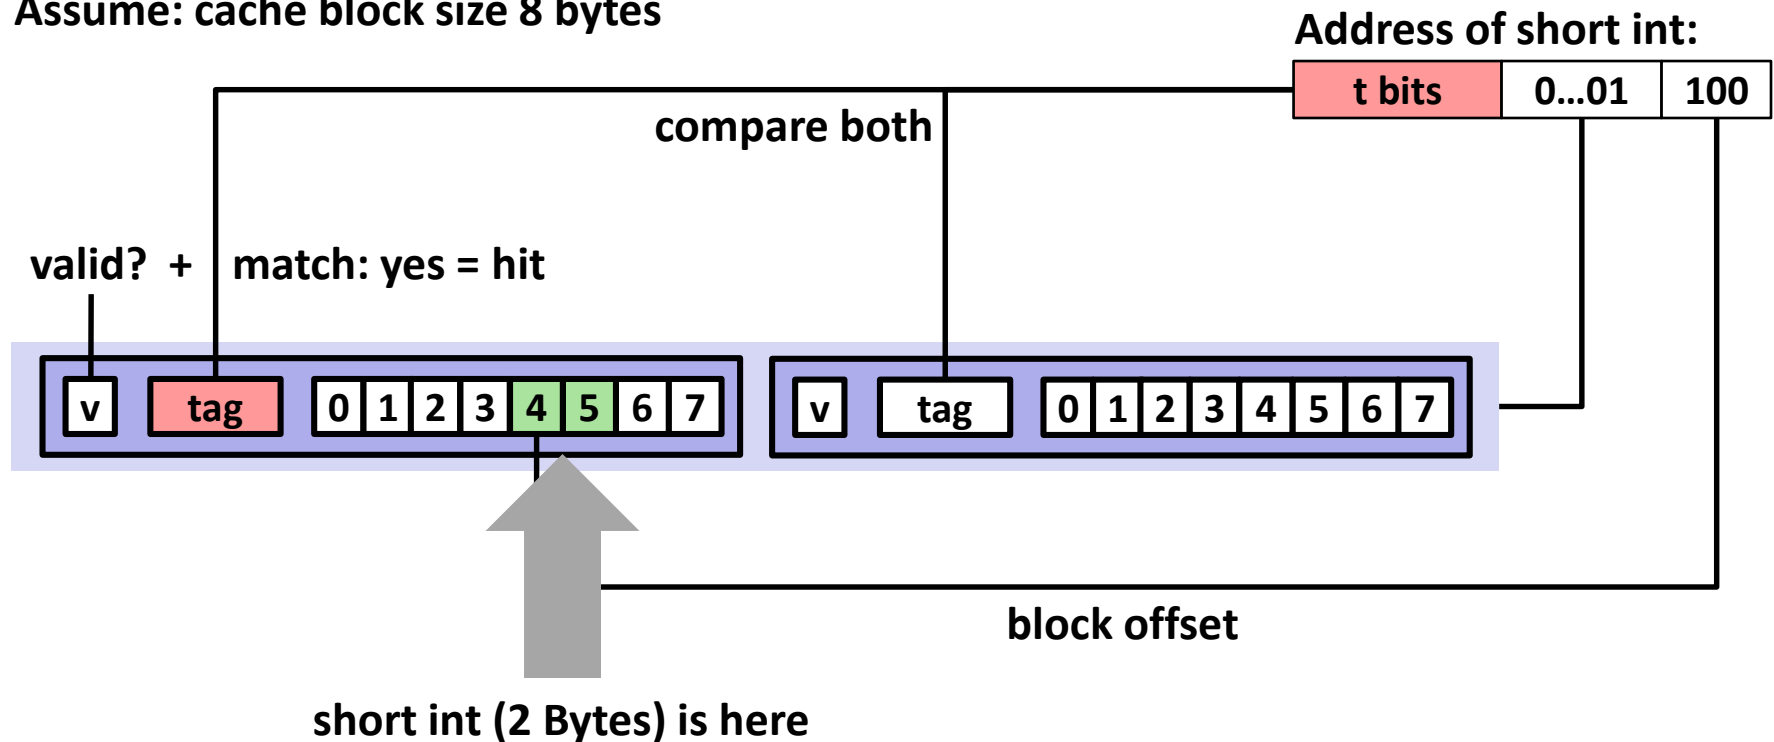 Assume: cache block size 8 bytes
Address of short int:
t bits 0...01 100
compare both
valid? + match: yes = hit
v tag 0 1 2 3 4 5 6 7 v tag 0 1 2 3 4 5 6 7
block offset
short int (2 Bytes) is here